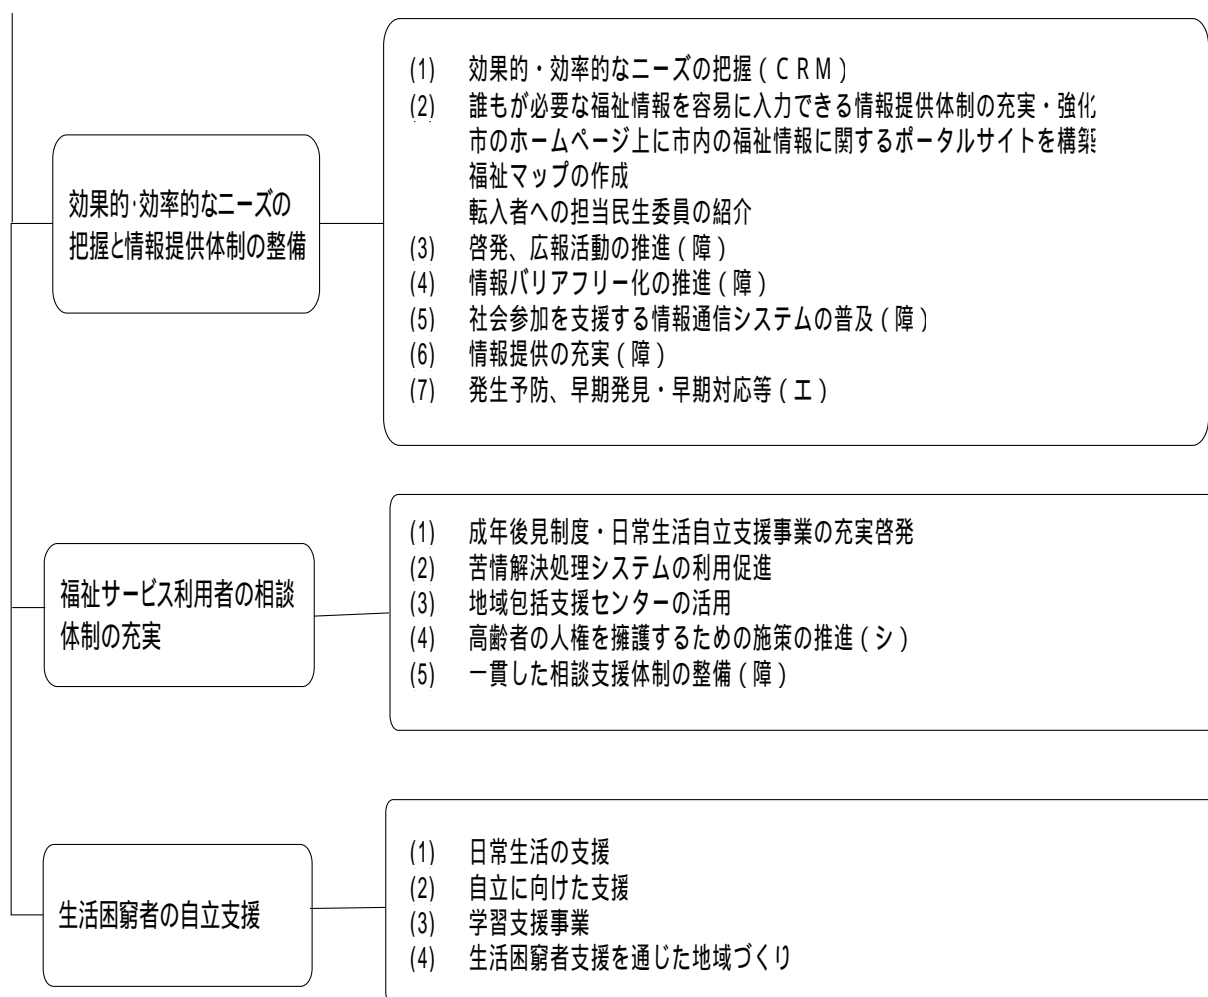 効果的・効率的なニーズの
把握と情報提供体制の整備
(1) 効果的・効率的なニーズの把握(CRM)
(2) 誰もが必要な福祉情報を容易に入力できる情報提供体制の充実・強化
市のホームページ上に市内の福祉情報に関するポータルサイトを構築
福祉マップの作成
転入者への担当民生委員の紹介
(3) 啓発、広報活動の推進(障)
(4) 情報バリアフリー化の推進(障)
(5) 社会参加を支援する情報通信システムの普及(障)
(6) 情報提供の充実(障)
(7) 発生予防、早期発見・早期対応等(エ)
福祉サービス利用者の相談
体制の充実
(1) 成年後見制度・日常生活自立支援事業の充実啓発
(2) 苦情解決処理システムの利用促進
(3) 地域包括支援センターの活用
(4) 高齢者の人権を擁護するための施策の推進(シ)
(5) 一貫した相談支援体制の整備(障)
生活困窮者の自立支援
(1) 日常生活の支援
(2) 自立に向けた支援
(3) 学習支援事業
(4) 生活困窮者支援を通じた地域づくり